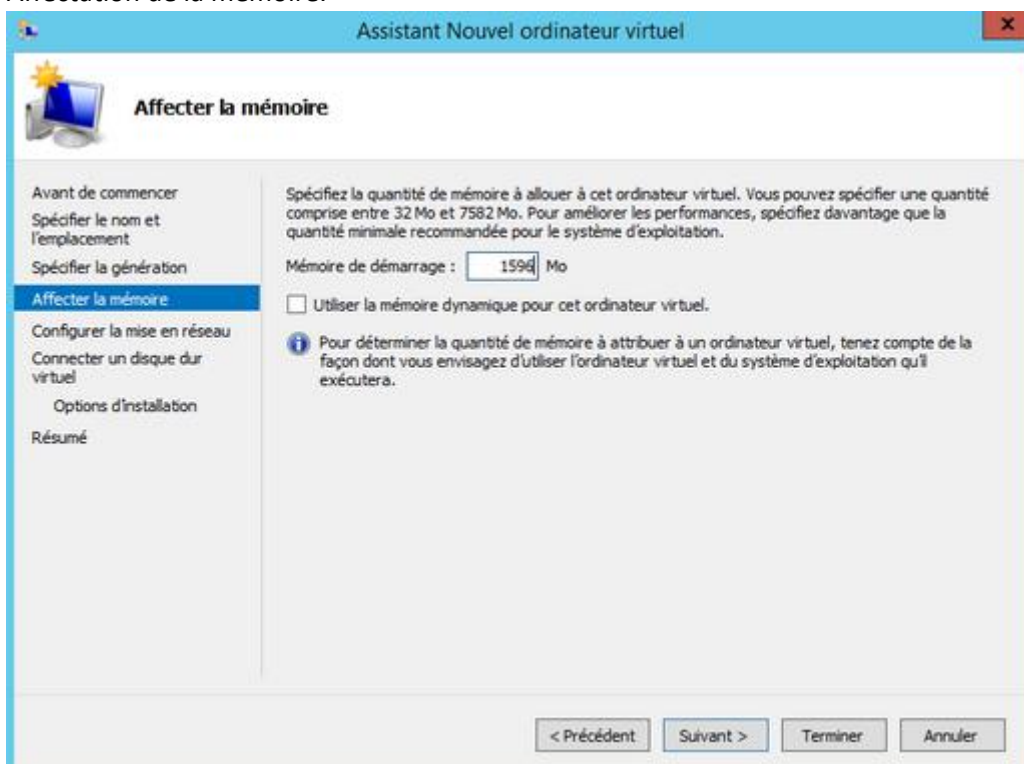 Assistant Nouvel ordinateur virtuel
Affecter la mémoire
Avant de commencer
Spécifier le nom et
l'emplacement
Spécifier la génération
Affecter la mémoire
Configurer la mise en réseau
Connecter un disque dur
virtuel
Options d'installation
Résumé
Spécifiez la quantité de mémoire à allouer à cet ordinateur virtuel. Vous pouvez spécifier une quantité
comprise entre 32 Mo et 7582 Mo. Pour améliorer les performances, spécifiez davantage que la
quantité minimale recommandée pour le système d'exploitation.
Mémoire de démarrage : 1596 Mo
Utiliser la mémoire dynamique pour cet ordinateur virtuel.
Pour déterminer la quantité de mémoire à attribuer à un ordinateur virtuel, tenez compte de la
façon dont vous envisagez d'utiliser l'ordinateur virtuel et du système d'exploitation qu'il
exécutera.
< Précédent
Suivant >
Terminer
Annuler